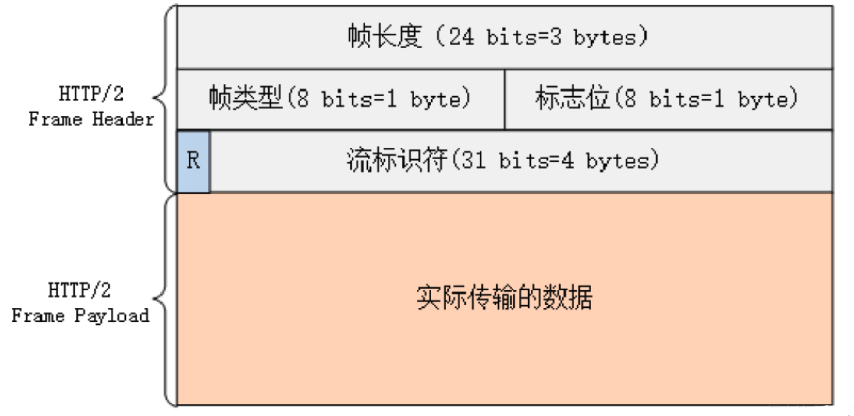 帧长度（24 bits=3 bytes）
HTTP/2
Frame Header
帧类型(8 bits=1 byte)
标志位(8 bits=1 byte)
R
流标识符(31 bits=4 bytes)
HTTP/2
Frame Payload
实际传输的数据